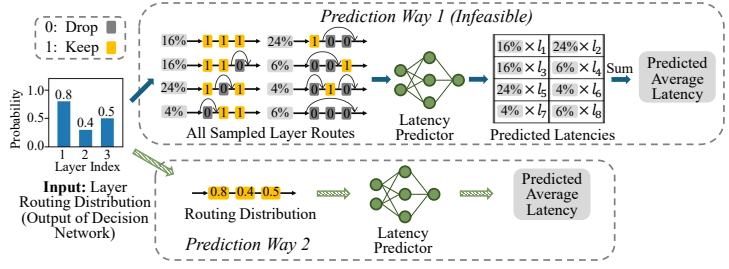 Prediction Way 1 (Infeasible)
0: Drop
1: Keep
16% 1 1 1 24% 1 0 0
16% 1 1 0 6% 0 0 1
24% 1 0 1 4% 0 1 0
4% 0 1 1 6% 0 0 0
All Sampled Layer Routes
Latency
Predictor
16% × l₁ 24% × l₂
16% × l₃ 6% × l₄
24% × l₅ 4% × l₆
4% × l₇ 6% × l₈
Predicted Latencies
Sum
Predicted
Average
Latency
Probability
1.0
0.5
0.0
0.8
0.3
0.5
1 2 3
Layer Index
Input: Layer
Routing Distribution
(Output of Decision
Network)
0.8 0.4 0.5
Routing Distribution
Latency
Predictor
Predicted
Average
Latency
Prediction Way 2